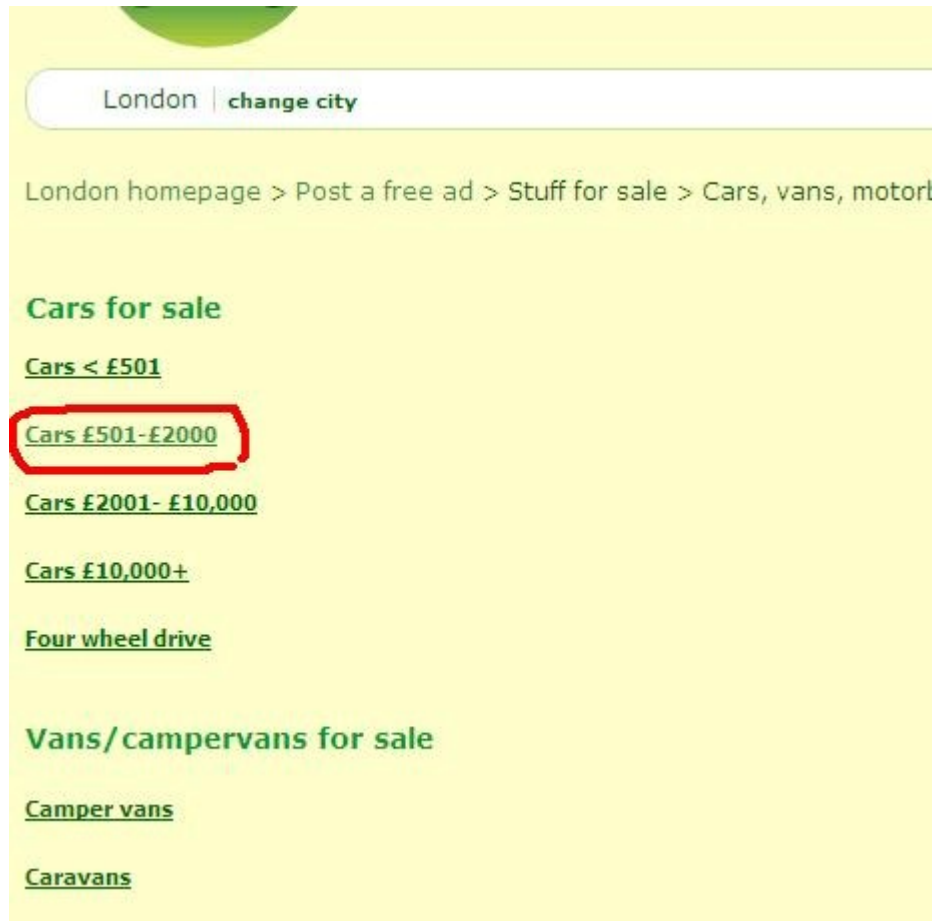 London | change city
London homepage > Post a free ad > Stuff for sale > Cars, vans, motorb
Cars for sale
Cars < £501
Cars £501-£2000
Cars £2001- £10,000
Cars £10,000+
Four wheel drive
Vans/campervans for sale
Camper vans
Caravans